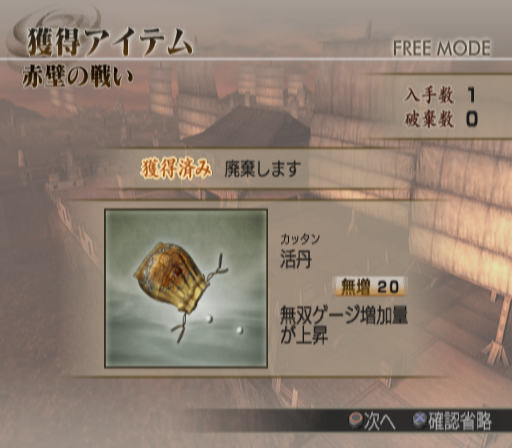 獲得アイテム
FREE MODE
赤壁の戦い
入手数 1
破棄数 0
獲得済み 廃棄します
カッタン
活丹
無増 20
無双ゲージ増加量
が上昇
次へ 確認省略